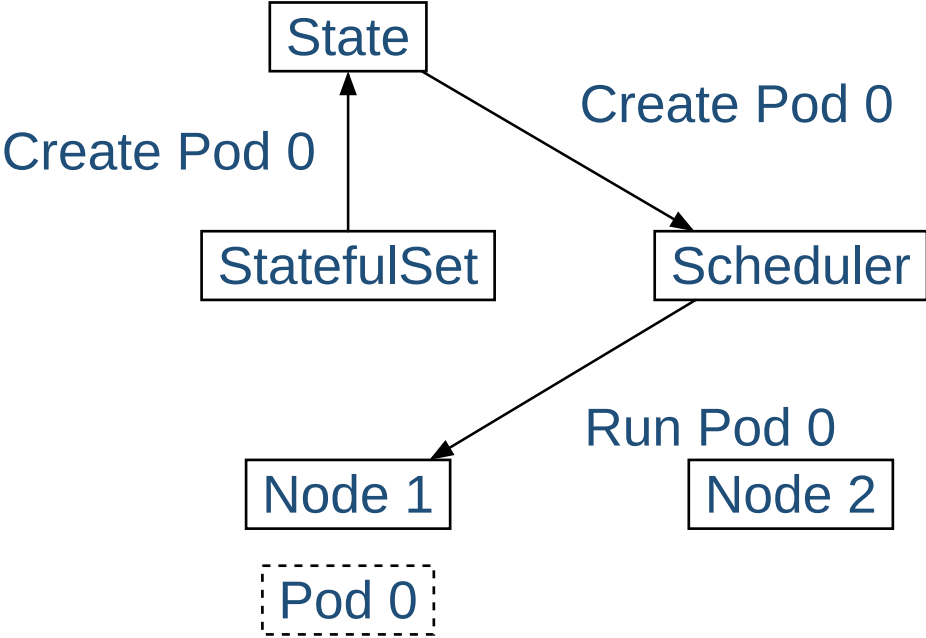 State
Create Pod 0
Create Pod 0
StatefulSet
Scheduler
Run Pod 0
Node 1
Node 2
Pod 0